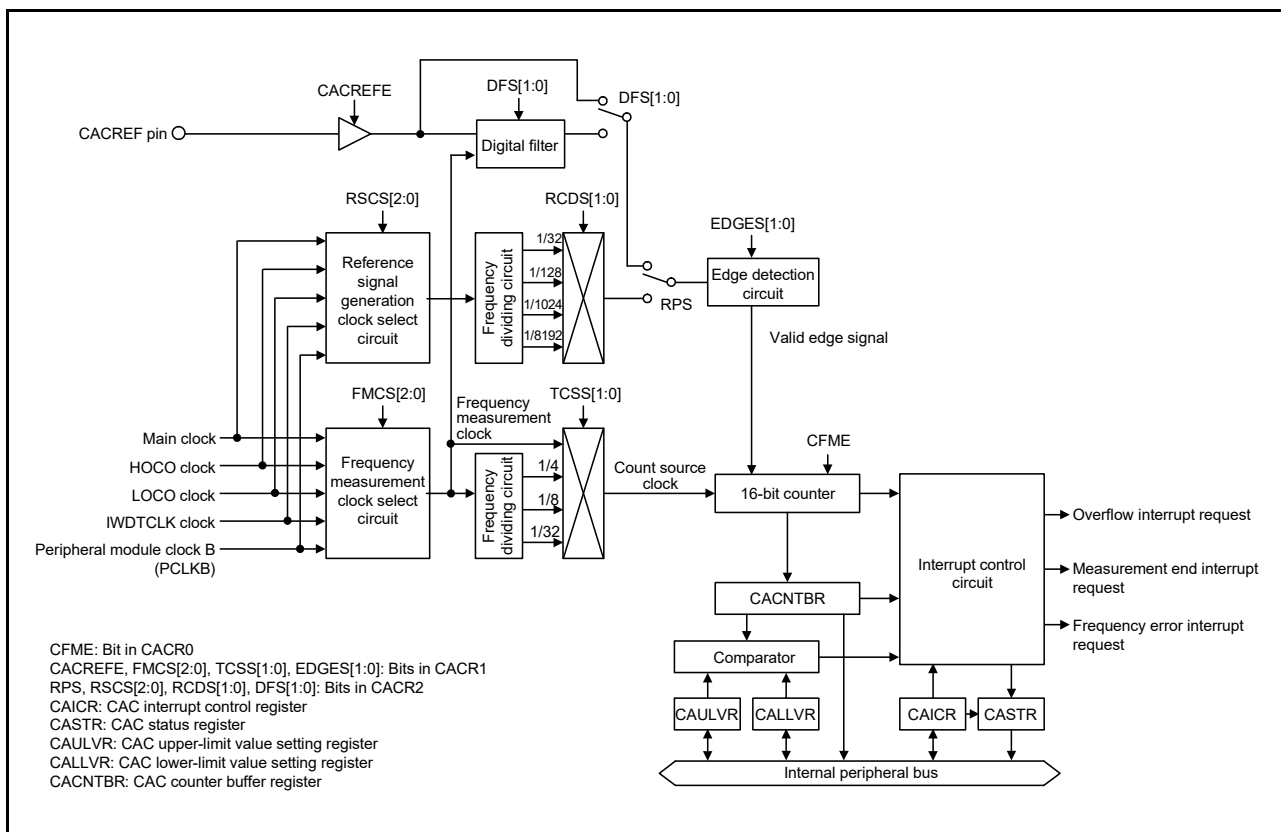 CACREFE
DFS[1:0]
DFS[1:0]
CACREF pin
Digital filter
RSCS[2:0]
RCDS[1:0]
EDGES[1:0]
Reference
signal
generation
clock select
circuit
Frequency
dividing circuit
1/32
1/128
1/1024
1/8192
RPS
Edge detection
circuit
Valid edge signal
FMCS[2:0]
Frequency
measurement
clock
TCSS[1:0]
CFME
Main clock
HOCO clock
LOCO clock
IWDTCLK clock
Peripheral module clock B
(PCLKB)
Frequency
measurement
clock select
circuit
Frequency
dividing circuit
1/4
1/8
1/32
Count source
clock
16-bit counter
Interrupt control
circuit
Overflow interrupt request
Measurement end interrupt
request
Frequency error interrupt
request
CACNTBR
Comparator
CAULVR
CALLVR
CAICR
CASTR
Internal peripheral bus
CFME: Bit in CACR0
CACREFE, FMCS[2:0], TCSS[1:0], EDGES[1:0]: Bits in CACR1
RPS, RSCS[2:0], RCDS[1:0], DFS[1:0]: Bits in CACR2
CAICR: CAC interrupt control register
CASTR: CAC status register
CAULVR: CAC upper-limit value setting register
CALLVR: CAC lower-limit value setting register
CACNTBR: CAC counter buffer register